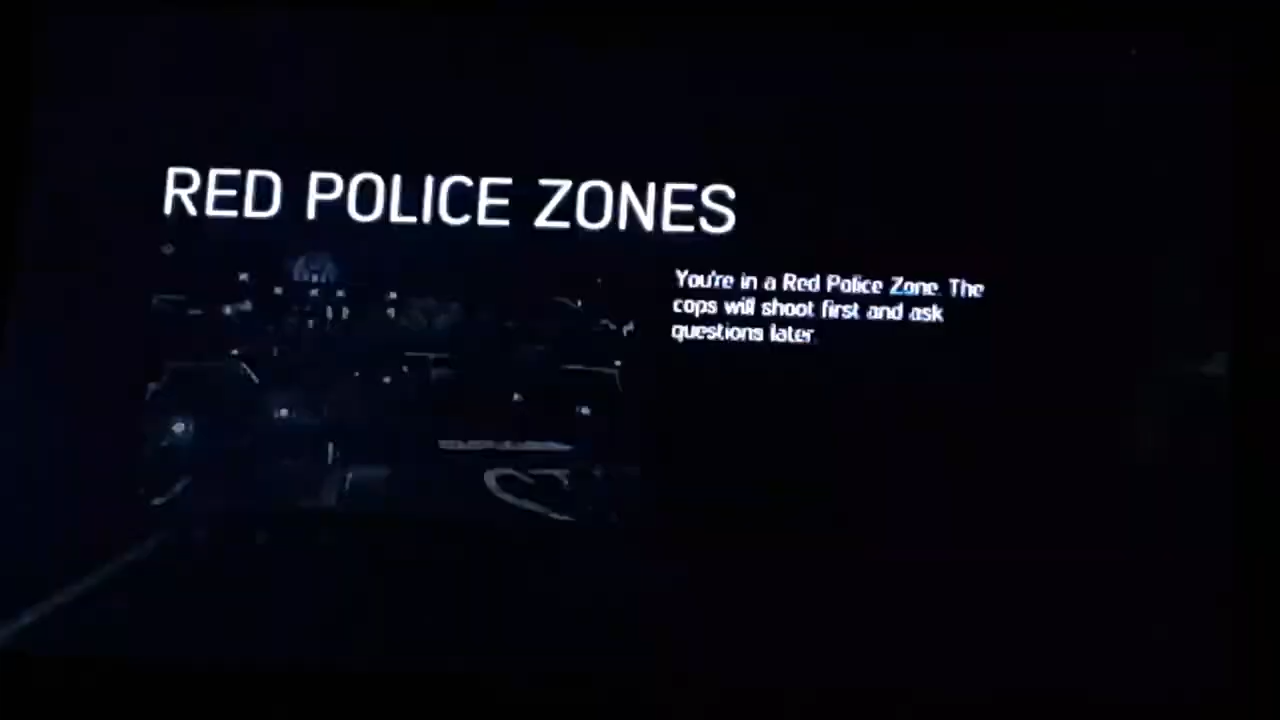 RED POLICE ZONES
You're in a Red Police Zone. The
cops will shoot first and ask
questions later.